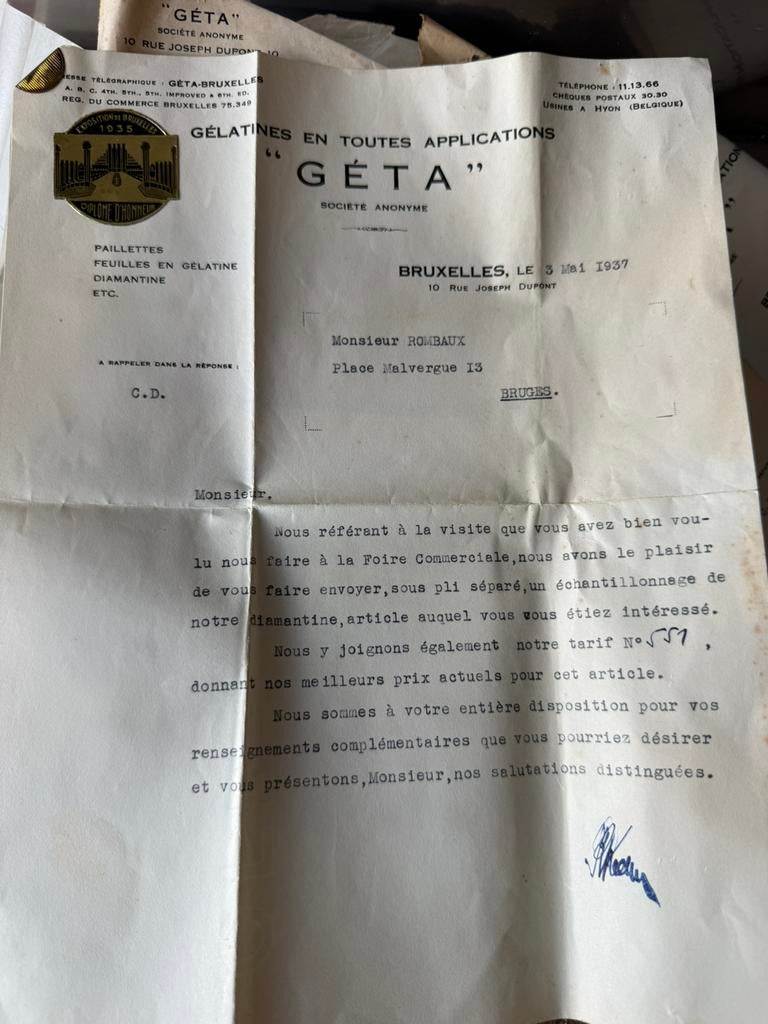 "GÉTA"
SOCIÉTÉ ANONYME
10 RUE JOSEPH DUPONT 10
TÉLÉGRAPHIQUE : GÉTA-BRUXELLES
A. B. C. 4TH. 5TH., 5TH. IMPROVED & 6TH. ED.
REG. DU COMMERCE BRUXELLES 75.349
TÉLÉPHONE : 11.13.66
CHÈQUES POSTAUX 30.30
USINES A HYON (BELGIQUE)
EXPOSITION DE BRUXELLES
1935
DIPLOME D'HONNEUR
GÉLATINES EN TOUTES APPLICATIONS
"GÉTA"
SOCIÉTÉ ANONYME
PAILLETTES
FEUILLES EN GÉLATINE
DIAMANTINE
ETC.
BRUXELLES, LE 3 Mai 1937
10 RUE JOSEPH DUPONT
Monsieur ROMBAUX
Place Malvergue I3
BRUGES.
A RAPPELER DANS LA RÉPONSE :
C.D.
Monsieur,
Nous référant à la visite que vous avez bien vou-
lu nous faire à la Foire Commerciale,nous avons le plaisir
de vous faire envoyer,sous pli séparé,un échantillonnage de
notre diamantine,article auquel vous vous étiez intéressé.
Nous y joignons également notre tarif N° 551 ,
donnant nos meilleurs prix actuels pour cet article.
Nous sommes à votre entière disposition pour vos
renseignements complémentaires que vous pourriez désirer
et vous présentons,Monsieur,nos salutations distinguées.